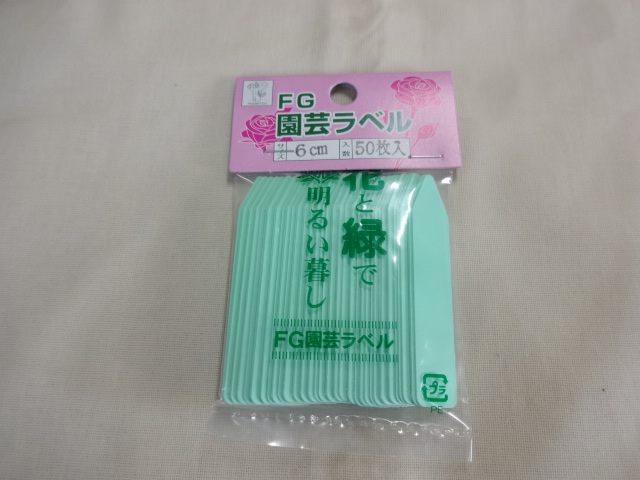 FG
園芸ラベル
サイズ 6cm 入数 50枚入
花と緑で
明るい暮し
FG園芸ラベル
プラ
PE